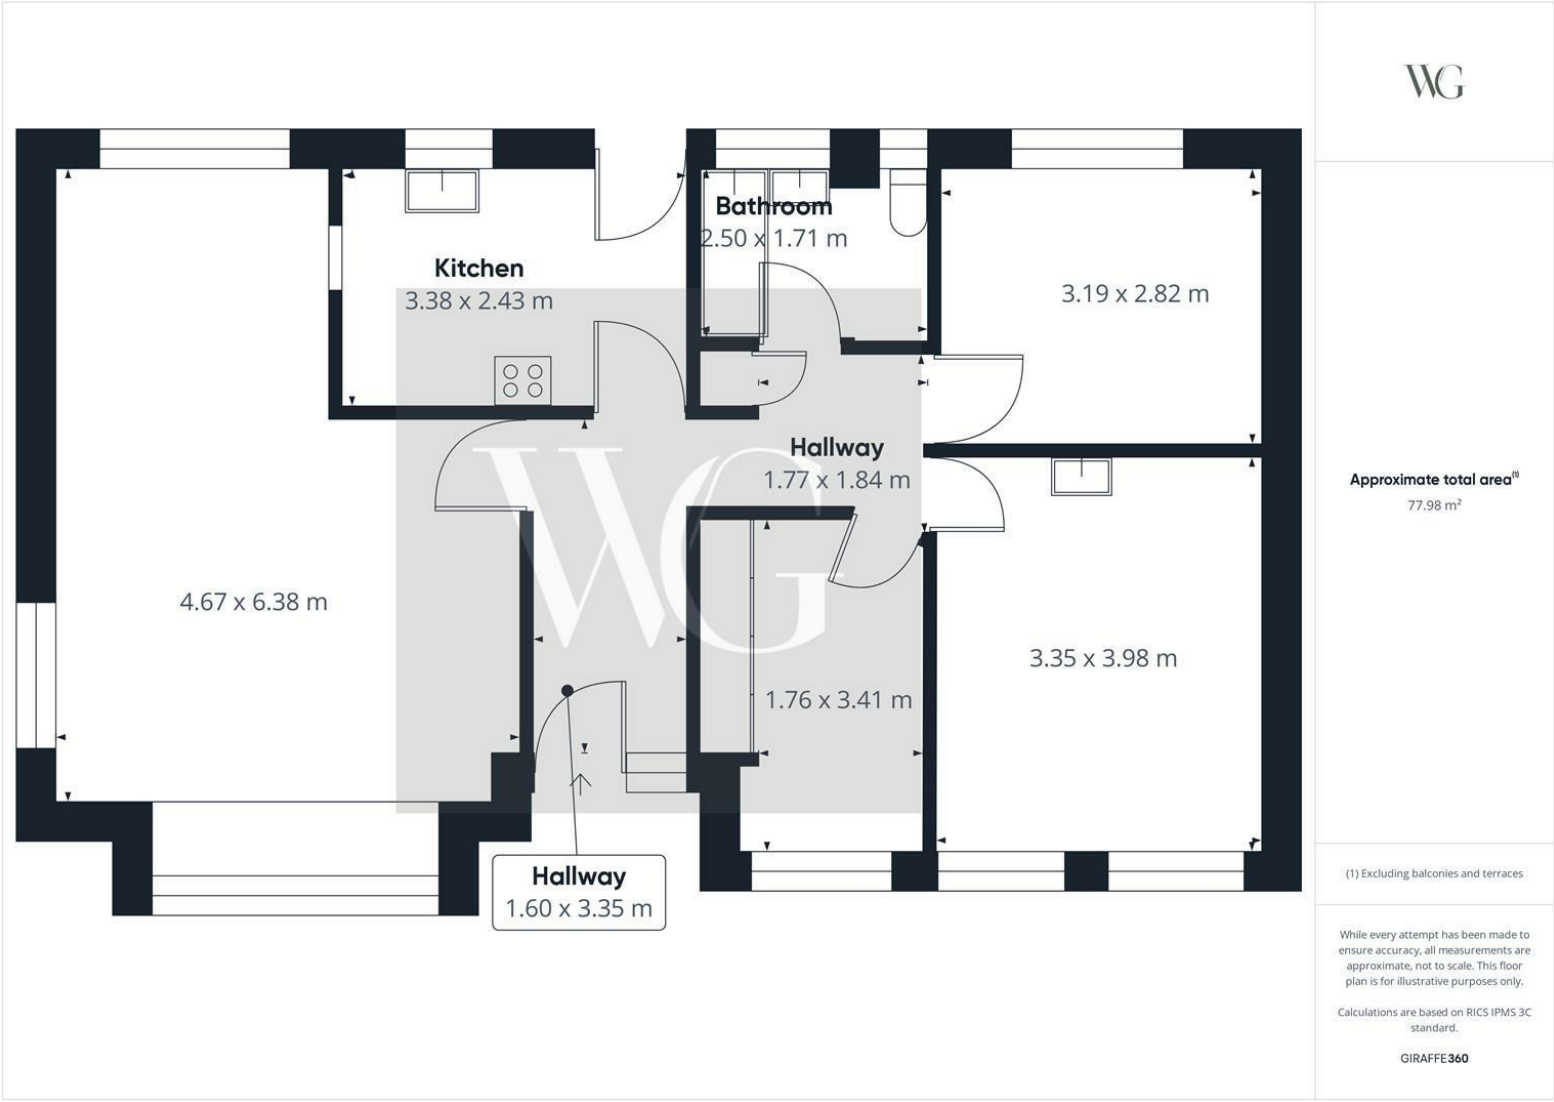 WG
Kitchen
3.38 x 2.43 m
Bathroom
2.50 x 1.71 m
3.19 x 2.82 m
Hallway
1.77 x 1.84 m
WG
4.67 x 6.38 m
3.35 x 3.98 m
1.76 x 3.41 m
Hallway
1.60 x 3.35 m
Approximate total area(1)
77.98 m²
(1) Excluding balconies and terraces
While every attempt has been made to
ensure accuracy, all measurements are
approximate, not to scale. This floor
plan is for illustrative purposes only.
Calculations are based on RICS IPMS 3C
standard.
GIRAFFE360